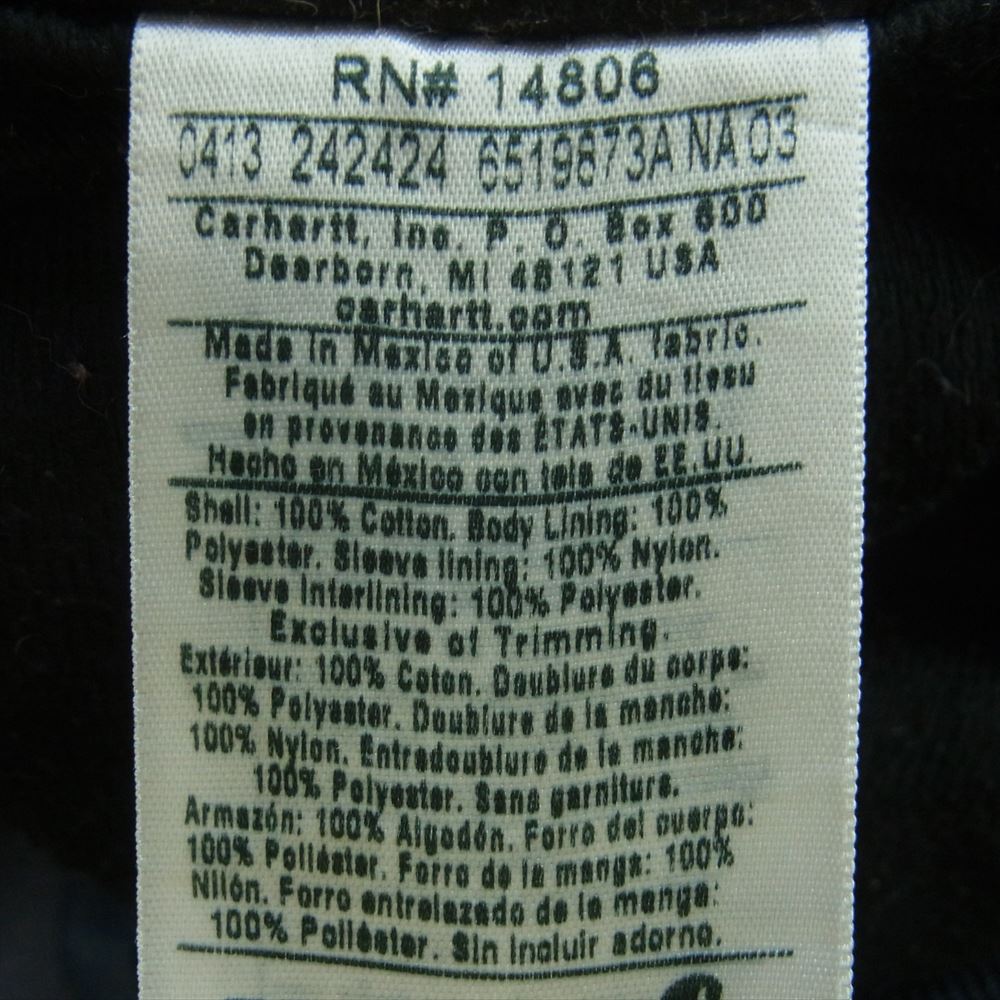 RN# 14806
0413 242424 6519873A NA 03
Carhartt, Inc. P. O. Box 600
Dearborn, MI 48121 USA
carhartt.com
Made in Mexico of U.S.A. fabric.
Fabriqué au Mexique avec du tissu
en provenance des ÉTATS-UNIS.
Hecho en México con tela de EE.UU.
Shell: 100% Cotton. Body Lining: 100%
Polyester. Sleeve lining: 100% Nylon.
Sleeve Interlining: 100% Polyester.
Exclusive of Trimming.
Extérieur: 100% Coton. Doublure du corps:
100% Polyester. Doublure de la manche:
100% Nylon. Entredoublure de la manche:
100% Polyester. Sans garniture.
Armazón: 100% Algodón. Forro del cuerpo:
100% Poliéster. Forro de la manga: 100%
Nilón. Forro entrelazado de la manga:
100% Poliéster. Sin incluir adorno.